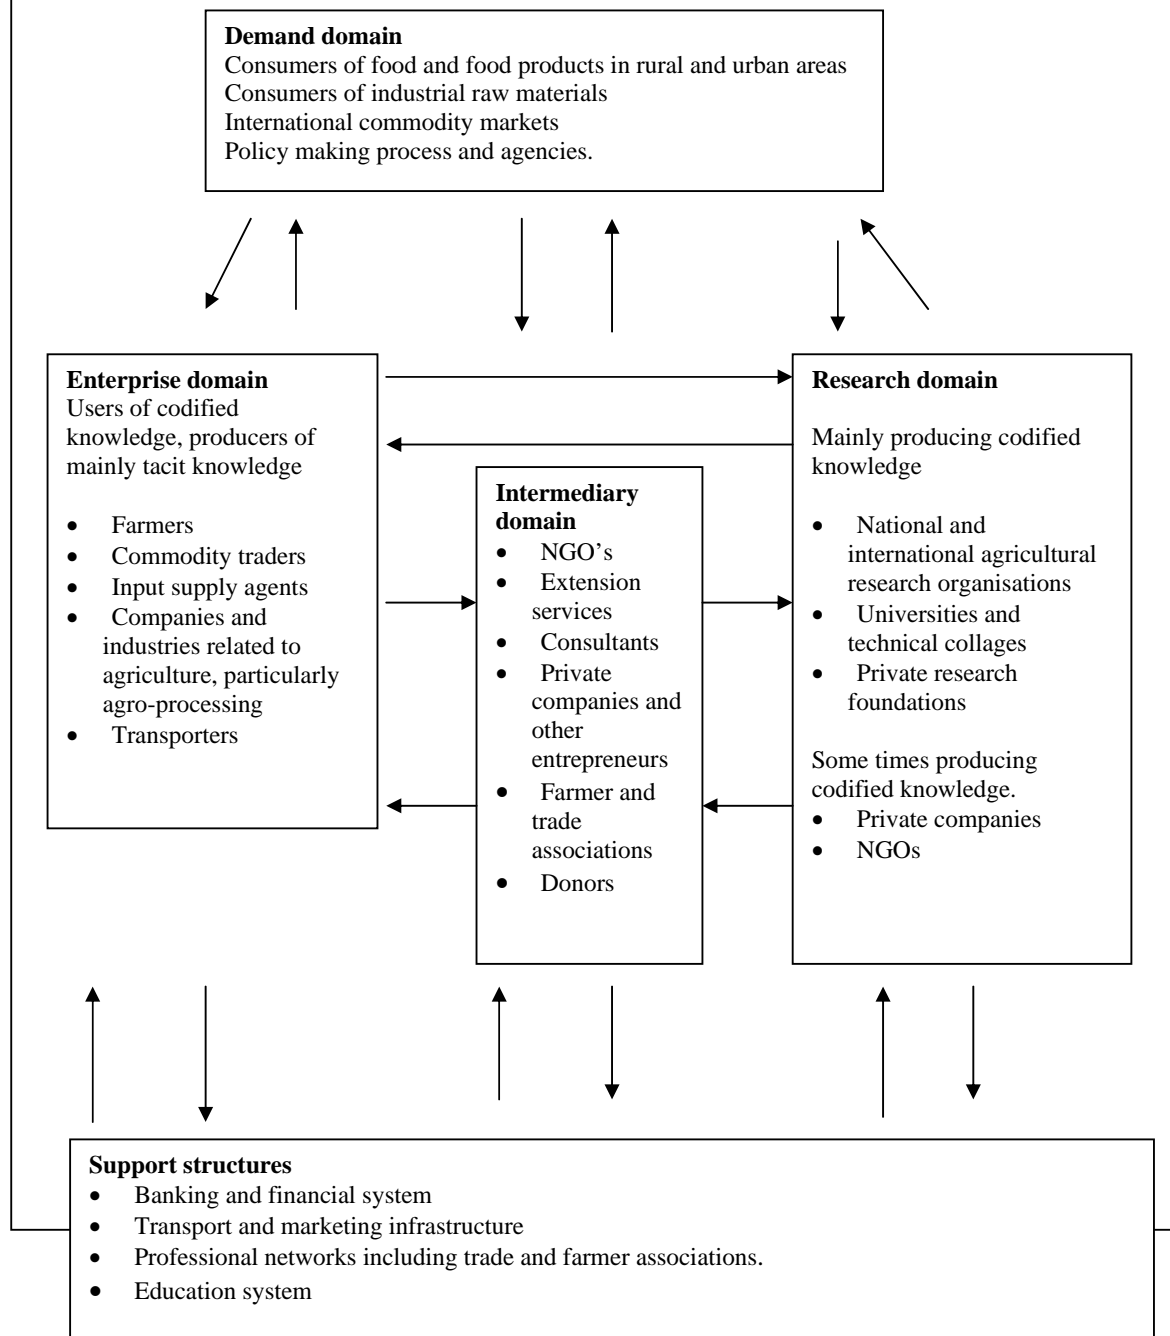 Demand domain
Consumers of food and food products in rural and urban areas
Consumers of industrial raw materials
International commodity markets
Policy making process and agencies.
Enterprise domain
Users of codified
knowledge, producers of
mainly tacit knowledge
• Farmers
• Commodity traders
• Input supply agents
• Companies and
industries related to
agriculture, particularly
agro-processing
• Transporters
Intermediary
domain
• NGO’s
• Extension
services
• Consultants
• Private
companies and
other
entrepreneurs
• Farmer and
trade
associations
• Donors
Research domain
Mainly producing codified
knowledge
• National and
international agricultural
research organisations
• Universities and
technical collages
• Private research
foundations
Some times producing
codified knowledge.
• Private companies
• NGOs
Support structures
• Banking and financial system
• Transport and marketing infrastructure
• Professional networks including trade and farmer associations.
• Education system